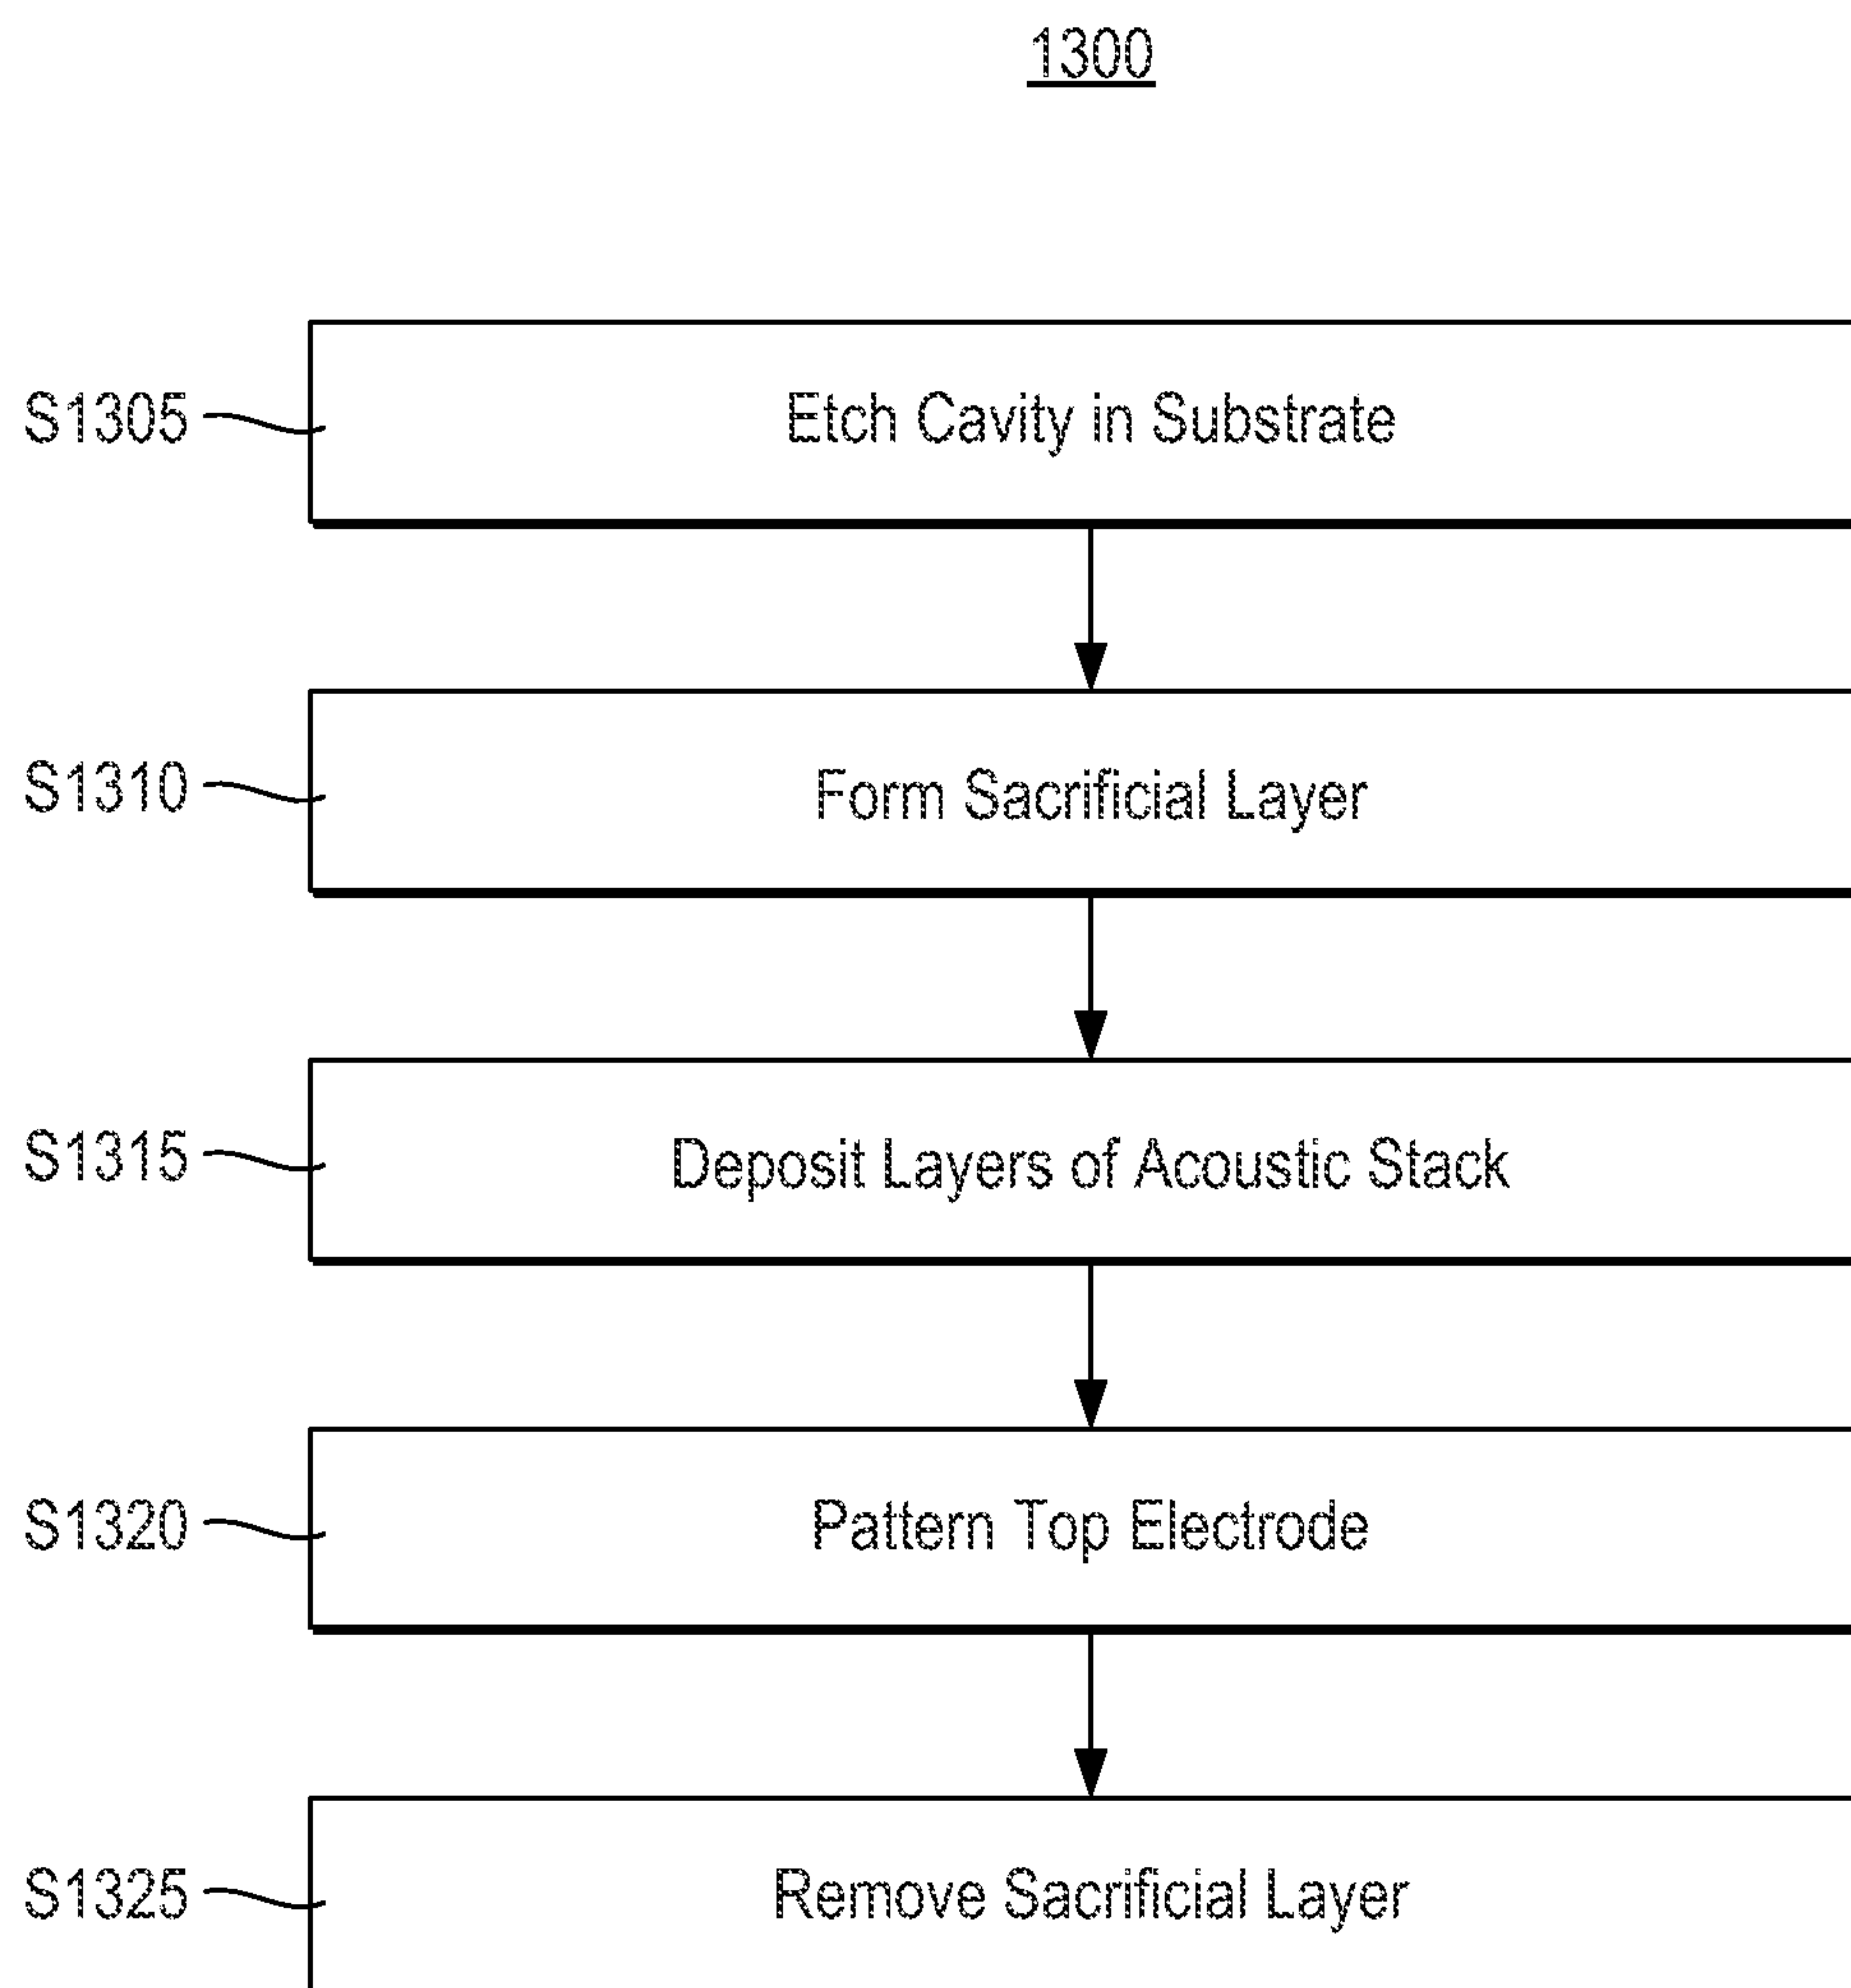 1300
S1305 Etch Cavity in Substrate
S1310 Form Sacrificial Layer
S1315 Deposit Layers of Acoustic Stack
S1320 Pattern Top Electrode
S1325 Remove Sacrificial Layer